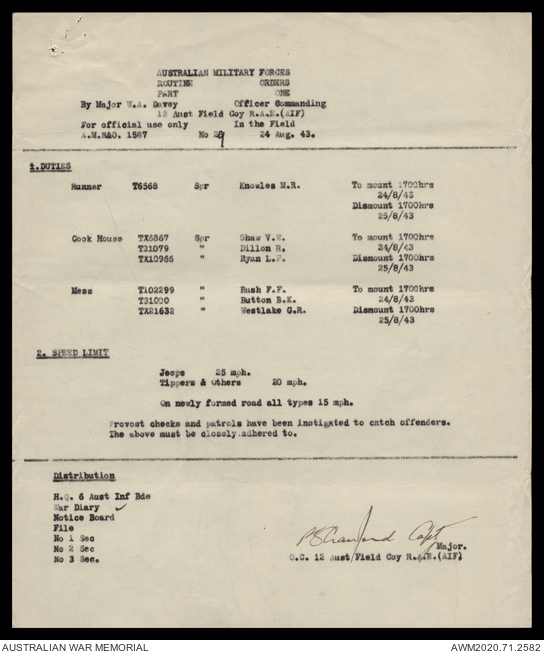 AUSTRALIAN MILITARY FORCES
ROUTINE ORDERS
PART ONE
By Major W.A. Davey Officer Commanding
12 Aust Field Coy R.A.E.(AIF)
For official use only In the Field
A.M.R&O. 1587 No 29 24 Aug. 43.
1.DUTIES
Runner T6568 Spr Knowles M.R. To mount 1700hrs
24/8/43
Dismount 1700hrs
25/8/43
Cook House TX6867 Spr Shaw V.W. To mount 1700hrs
T31079 " Dillon R. 24/8/43
TX10966 " Ryan L.F. Dismount 1700hrs
25/8/43
Mess T102299 " Rush F.F. To mount 1700hrs
" Button B.K. 24/8/43
TX21632 " Westlake G.R. Dismount 1700hrs
25/8/43
2. SPEED LIMIT
Jeeps 25 mph.
Tippers & Others 20 mph.
On newly formed road all types 15 mph.
Provost checks and patrols have been instigated to catch offenders.
The above must be closely adhered to.
Distribution
H.Q. 6 Aust Inf Bde
War Diary ✓
Notice Board
File
No 1 Sec
No 2 Sec
No 3 Sec.
Capt
Major.
O.C. 12 Aust Field Coy R.A.E.(AIF)
AUSTRALIAN WAR MEMORIAL AWM2020.71.2582